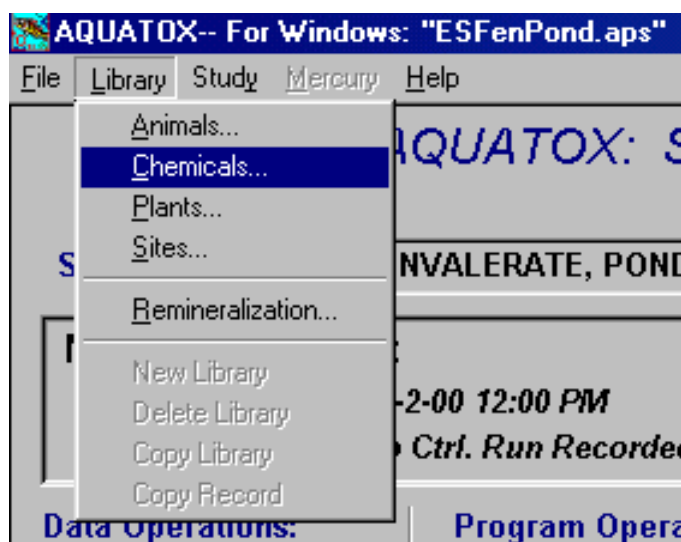 AQUATOX-- For Windows: "ESFenPond.aps"
File Library Study Mercury Help
Animals...
AQUATOX: S
Chemicals...
Plants...
Sites...
S NVALERATE, POND
Remineralization...
New Library
-2-00 12:00 PM
Delete Library
Ctrl. Run Recorded
Copy Library
Copy Record
Data Operations: Program Opera